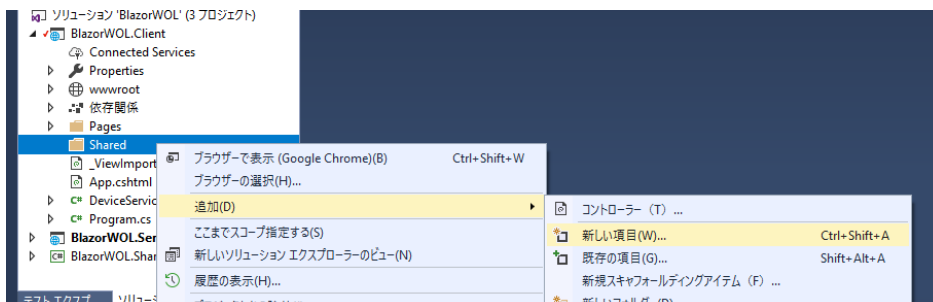 ソリューション 'BlazorWOL' (3 プロジェクト)
BlazorWOL.Client
Connected Services
Properties
wwwroot
依存関係
Pages
Shared
_ViewImport
App.cshtml
DeviceServic
Program.cs
BlazorWOL.Ser
BlazorWOL.Shar
ブラウザーで表示 (Google Chrome)(B) Ctrl+Shift+W
ブラウザーの選択(H)...
追加(D)
ここまでスコープ指定する(S)
新しいソリューション エクスプローラーのビュー(N)
履歴の表示(H)...
コントローラー (T) ...
新しい項目(W)... Ctrl+Shift+A
既存の項目(G)... Shift+Alt+A
新規スキャフォールディングアイテム (F) ...